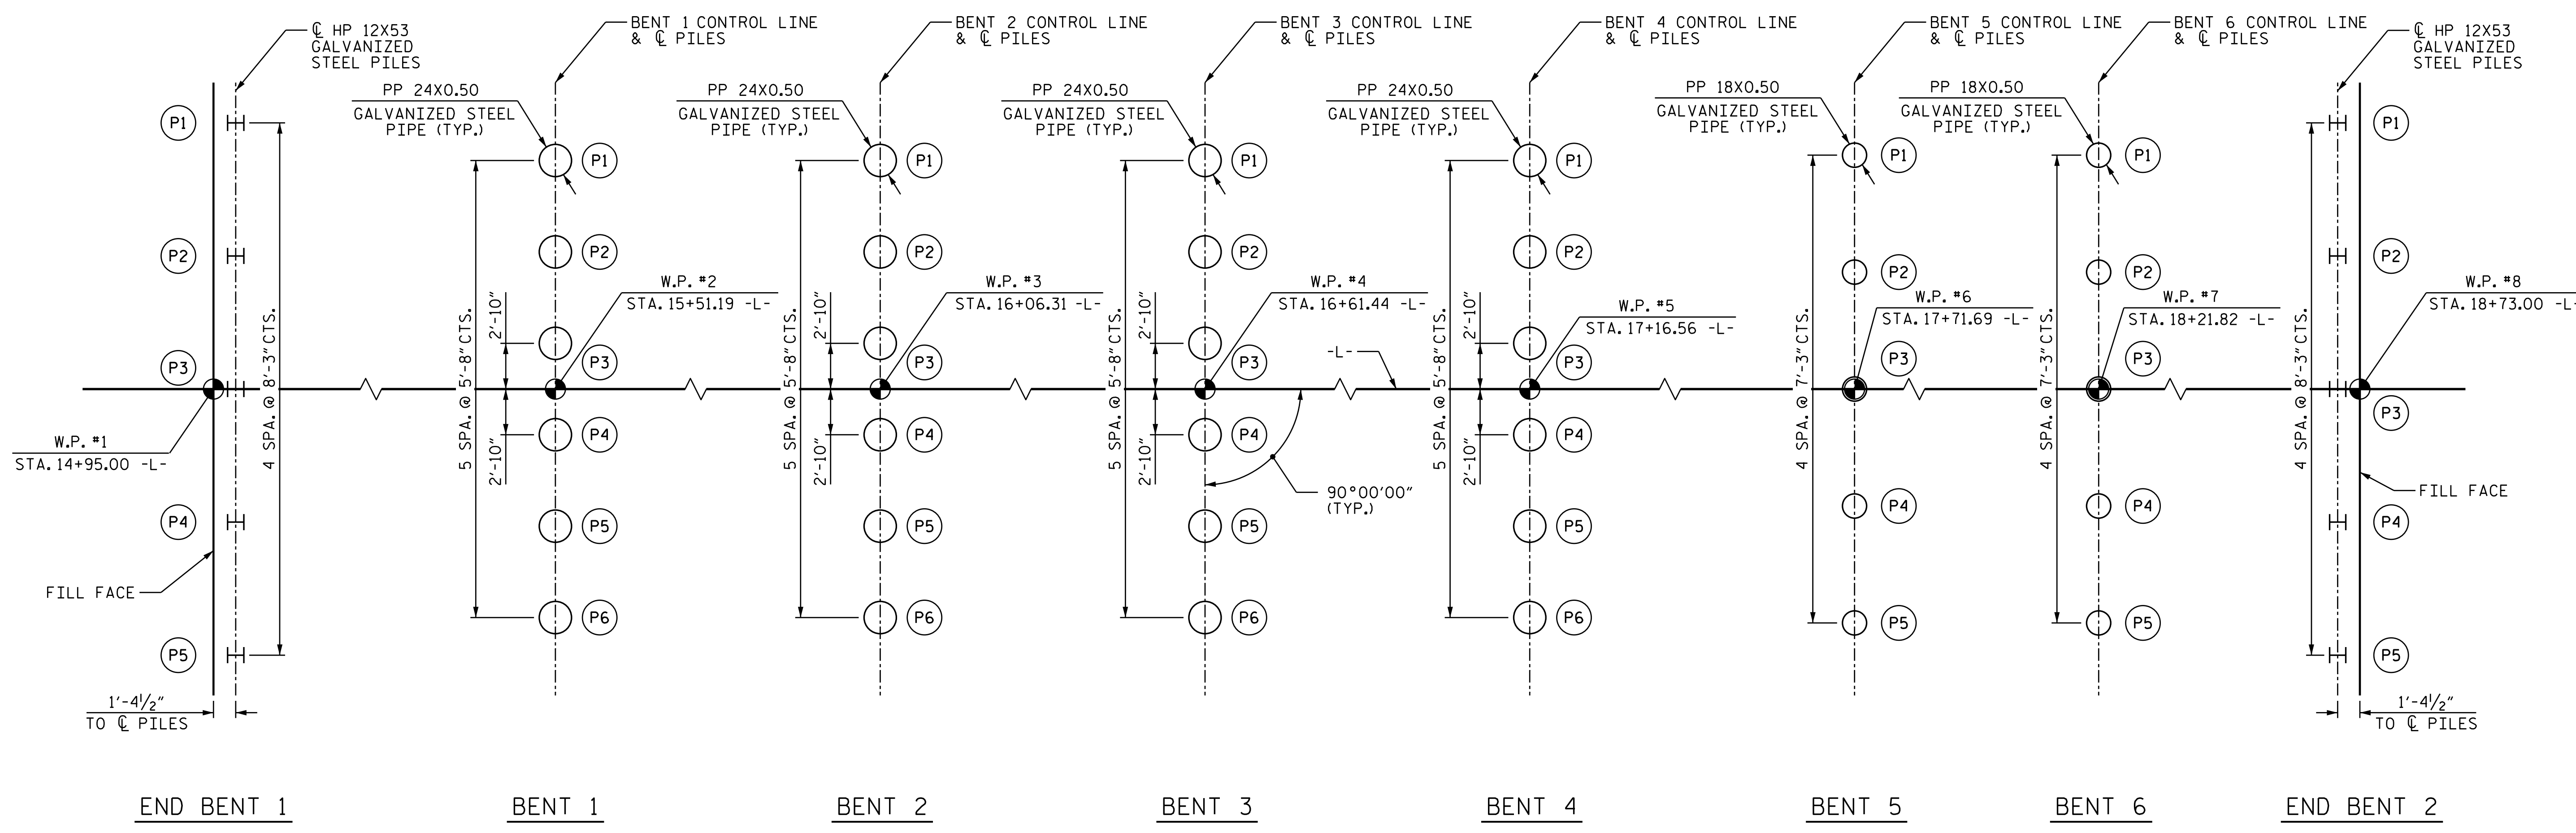 ℄ HP 12X53
GALVANIZED
STEEL PILES
P1
P2
P3
P4
P5
4 SPA. @ 8'-3" CTS.
W.P. #1
STA. 14+95.00 -L-
FILL FACE
1'-4½"
TO ℄ PILES
END BENT 1
BENT 1 CONTROL LINE
& ℄ PILES
PP 24X0.50
GALVANIZED STEEL
PIPE (TYP.)
P1
P2
P3
P4
P5
P6
5 SPA. @ 5'-8" CTS.
2'-10"
2'-10"
W.P. #2
STA. 15+51.19 -L-
BENT 1
BENT 2 CONTROL LINE
& ℄ PILES
PP 24X0.50
GALVANIZED STEEL
PIPE (TYP.)
P1
P2
P3
P4
P5
P6
5 SPA. @ 5'-8" CTS.
2'-10"
2'-10"
W.P. #3
STA. 16+06.31 -L-
BENT 2
BENT 3 CONTROL LINE
& ℄ PILES
PP 24X0.50
GALVANIZED STEEL
PIPE (TYP.)
P1
P2
P3
P4
P5
P6
5 SPA. @ 5'-8" CTS.
2'-10"
2'-10"
W.P. #4
STA. 16+61.44 -L-
-L-
90°00'00"
(TYP.)
BENT 3
BENT 4 CONTROL LINE
& ℄ PILES
PP 24X0.50
GALVANIZED STEEL
PIPE (TYP.)
P1
P2
P3
P4
P5
P6
5 SPA. @ 5'-8" CTS.
2'-10"
2'-10"
W.P. #5
STA. 17+16.56 -L-
BENT 4
BENT 5 CONTROL LINE
& ℄ PILES
PP 18X0.50
GALVANIZED STEEL
PIPE (TYP.)
P1
P2
P3
P4
P5
4 SPA. @ 7'-3" CTS.
W.P. #6
STA. 17+71.69 -L-
BENT 5
BENT 6 CONTROL LINE
& ℄ PILES
PP 18X0.50
GALVANIZED STEEL
PIPE (TYP.)
P1
P2
P3
P4
P5
4 SPA. @ 7'-3" CTS.
W.P. #7
STA. 18+21.82 -L-
BENT 6
℄ HP 12X53
GALVANIZED
STEEL PILES
P1
P2
P3
P4
P5
4 SPA. @ 8'-3" CTS.
W.P. #8
STA. 18+73.00 -L-
FILL FACE
1'-4½"
TO ℄ PILES
END BENT 2